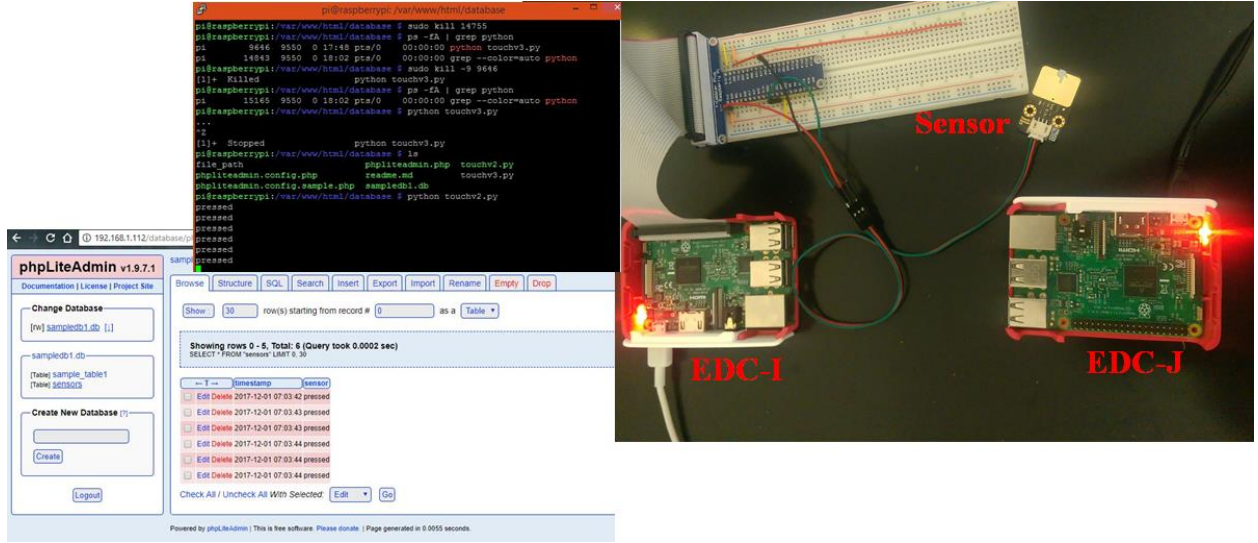 pi@raspberrypi: /var/www/html/database
pi@raspberrypi:/var/www/html/database $ sudo kill 14755
pi@raspberrypi:/var/www/html/database $ ps -fA | grep python
pi 9646 9550 0 17:48 pts/0 00:00:00 python touchv3.py
pi 14843 9550 0 18:02 pts/0 00:00:00 grep --color=auto python
pi@raspberrypi:/var/www/html/database $ sudo kill -9 9646
[1]+ Killed python touchv3.py
pi@raspberrypi:/var/www/html/database $ ps -fA | grep python
pi 15165 9550 0 18:02 pts/0 00:00:00 grep --color=auto python
pi@raspberrypi:/var/www/html/database $ python touchv3.py
...
^Z
[1]+ Stopped python touchv3.py
pi@raspberrypi:/var/www/html/database $ ls
file_path phpliteadmin.php touchv2.py
phpliteadmin.config.php readme.md touchv3.py
phpliteadmin.config.sample.php sampledb1.db
pi@raspberrypi:/var/www/html/database $ python touchv2.py
pressed
pressed
pressed
pressed
pressed
pressed
192.168.1.112/database/
phpLiteAdmin v1.9.7.1
Documentation | License | Project Site
Change Database
[rw] sampledb1.db [↓]
sampledb1.db
[Table] sample_table1
[Table] sensors
Create New Database [?]
Create
Logout
Browse Structure SQL Search Insert Export Import Rename Empty Drop
Show : 30 row(s) starting from record # 0 as a Table
Showing rows 0 - 5, Total: 6 (Query took 0.0002 sec)
SELECT * FROM "sensors" LIMIT 0, 30
← T → timestamp sensor
Edit Delete 2017-12-01 07:03:42 pressed
Edit Delete 2017-12-01 07:03:43 pressed
Edit Delete 2017-12-01 07:03:43 pressed
Edit Delete 2017-12-01 07:03:44 pressed
Edit Delete 2017-12-01 07:03:44 pressed
Edit Delete 2017-12-01 07:03:44 pressed
Check All / Uncheck All With Selected: Edit Go
Powered by phpLiteAdmin | This is free software. Please donate. | Page generated in 0.0055 seconds.
Sensor
EDC-I
EDC-J
HDMI